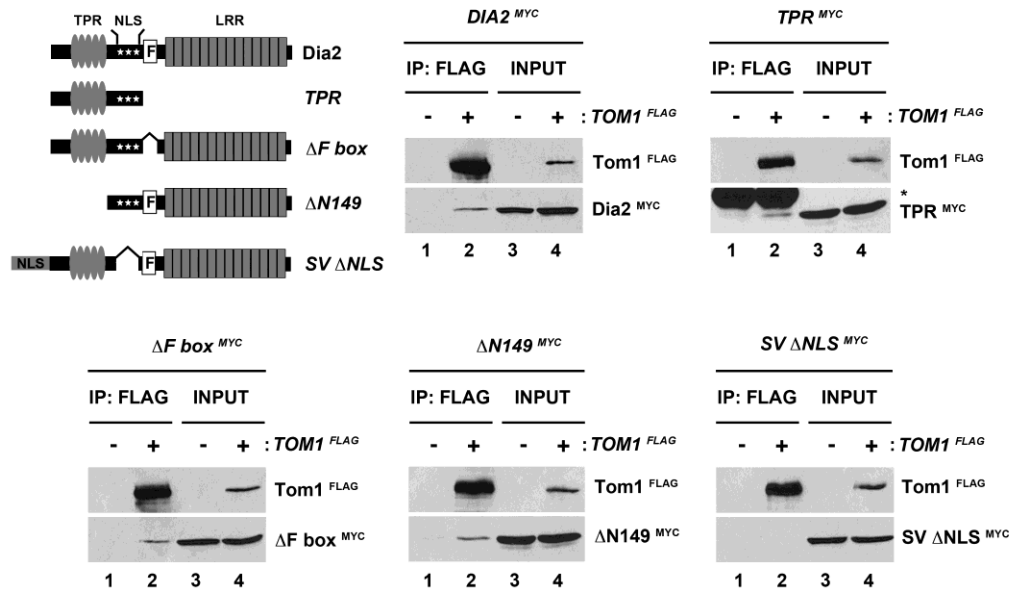 TPR NLS LRR
*** F Dia2
*** TPR
*** ΔF box
*** F ΔN149
NLS F SV ΔNLS
DIA2 MYC
IP: FLAG INPUT
- + - + : TOM1 FLAG
Tom1 FLAG
Dia2 MYC
1 2 3 4
TPR MYC
IP: FLAG INPUT
- + - + : TOM1 FLAG
Tom1 FLAG
*
TPR MYC
1 2 3 4
ΔF box MYC
IP: FLAG INPUT
- + - + : TOM1 FLAG
Tom1 FLAG
ΔF box MYC
1 2 3 4
ΔN149 MYC
IP: FLAG INPUT
- + - + : TOM1 FLAG
Tom1 FLAG
ΔN149 MYC
1 2 3 4
SV ΔNLS MYC
IP: FLAG INPUT
- + - + : TOM1 FLAG
Tom1 FLAG
SV ΔNLS MYC
1 2 3 4